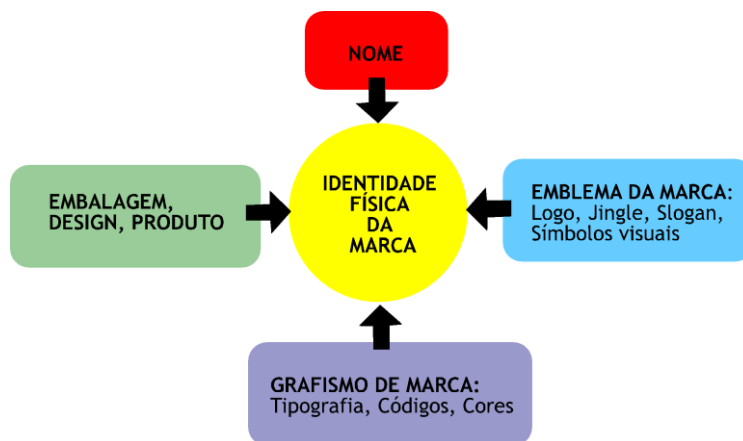 NOME
EMBALAGEM,
DESIGN, PRODUTO
IDENTIDADE
FÍSICA
DA
MARCA
EMBLEMA DA MARCA:
Logo, Jingle, Slogan,
Símbolos visuais
GRAFISMO DE MARCA:
Tipografia, Códigos, Cores